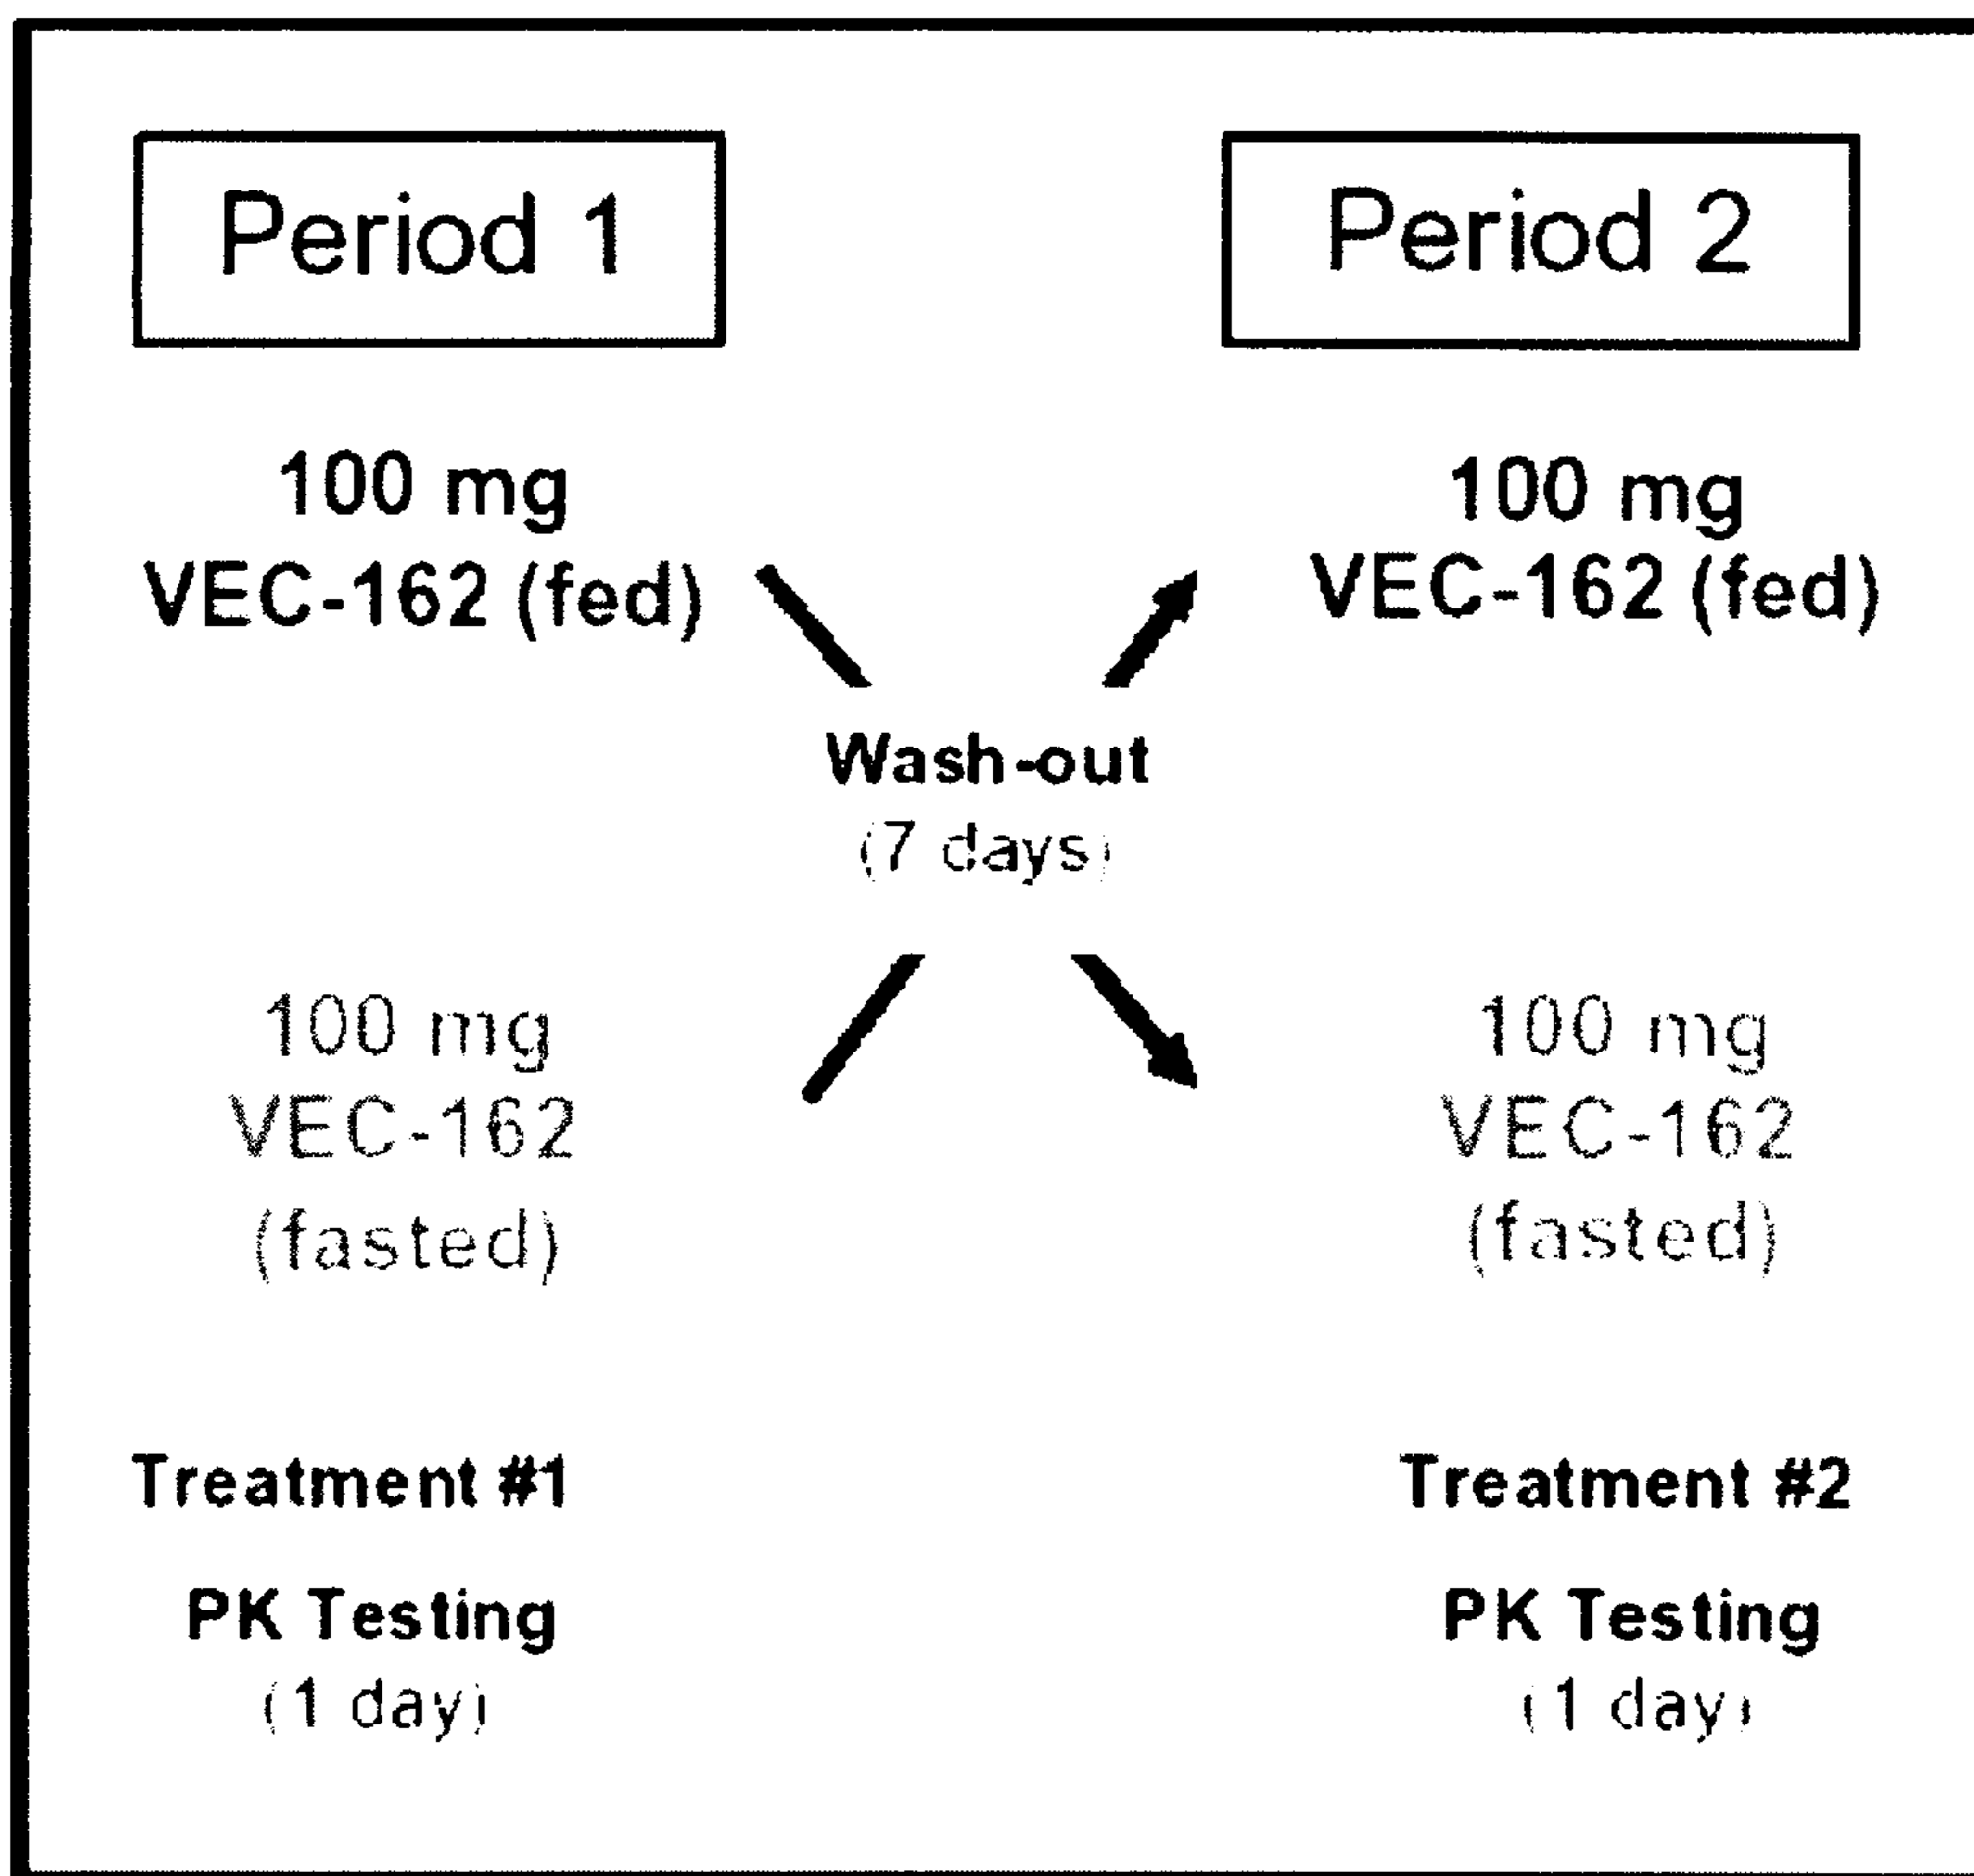 Period 1
Period 2
100 mg
VEC-162 (fed)
100 mg
VEC-162 (fed)
Wash-out
(7 days)
100 mg
VEC-162
(fasted)
100 mg
VEC-162
(fasted)
Treatment #1
PK Testing
(1 day)
Treatment #2
PK Testing
(1 day)